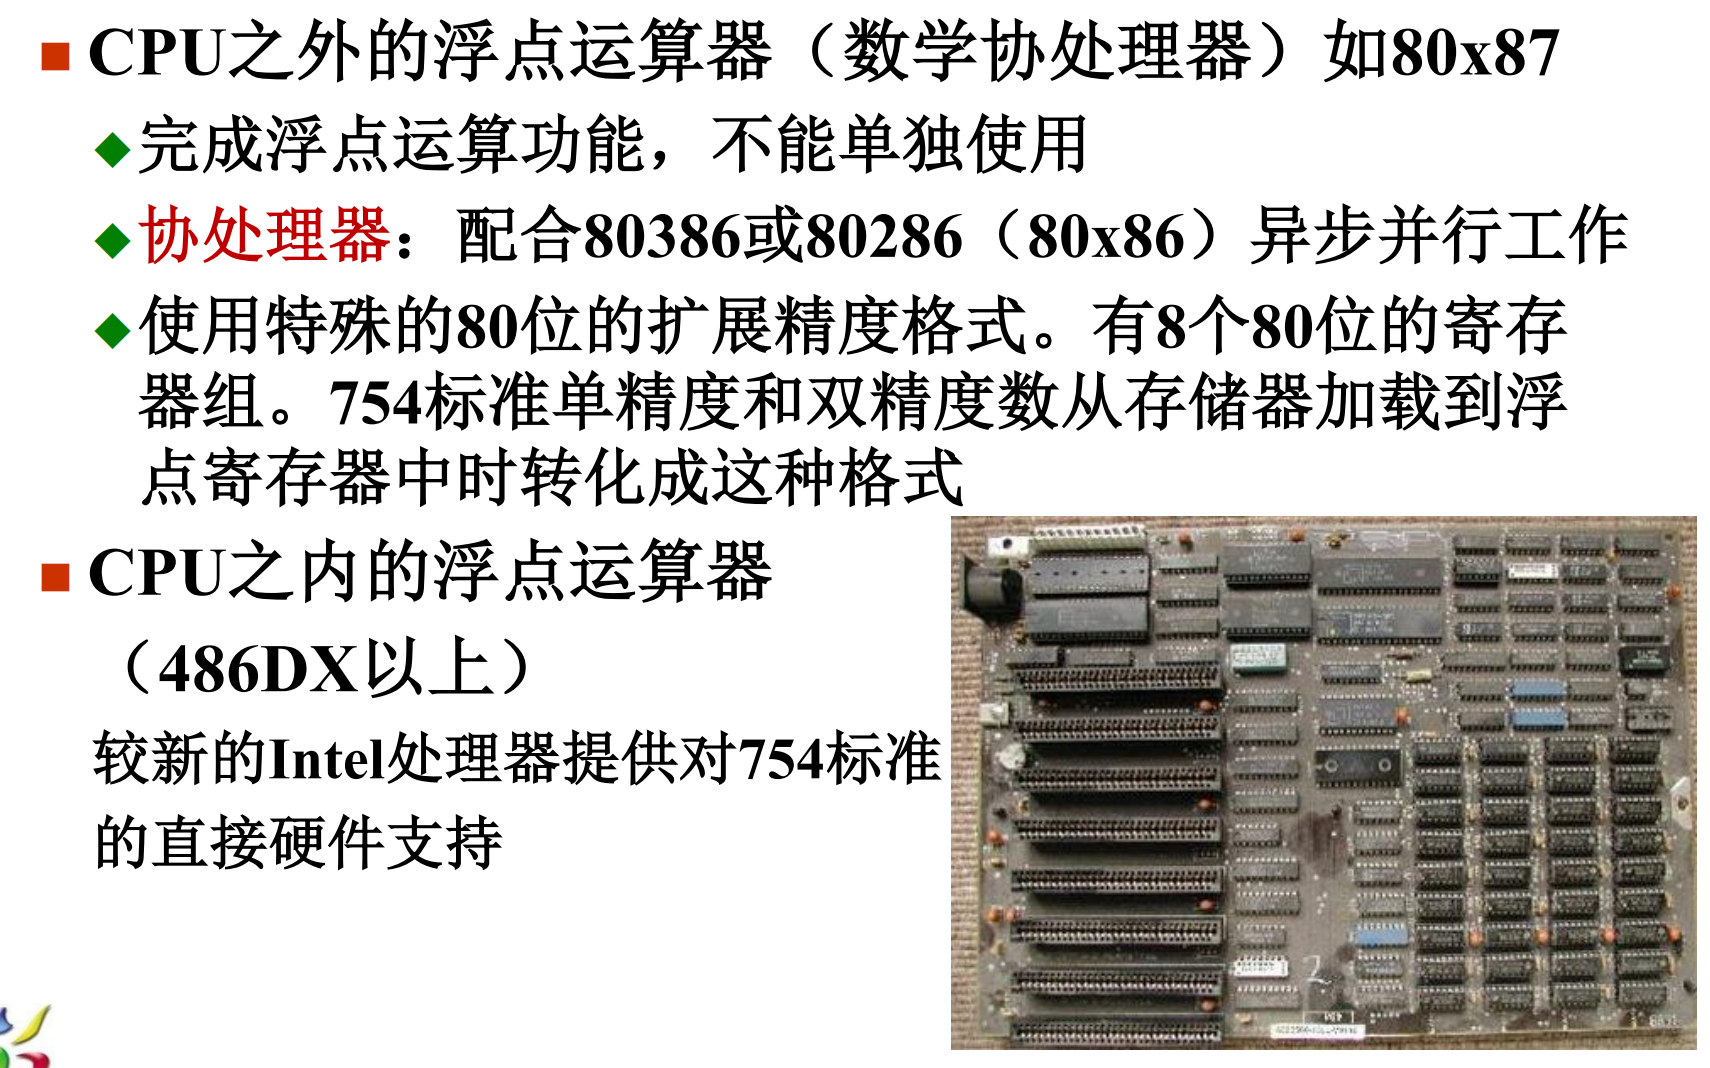 CPU之外的浮点运算器（数学协处理器）如80x87
完成浮点运算功能，不能单独使用
协处理器：配合80386或80286（80x86）异步并行工作
使用特殊的80位的扩展精度格式。有8个80位的寄存
器组。754标准单精度和双精度数从存储器加载到浮
点寄存器中时转化成这种格式
CPU之内的浮点运算器
（486DX以上）
较新的Intel处理器提供对754标准
的直接硬件支持